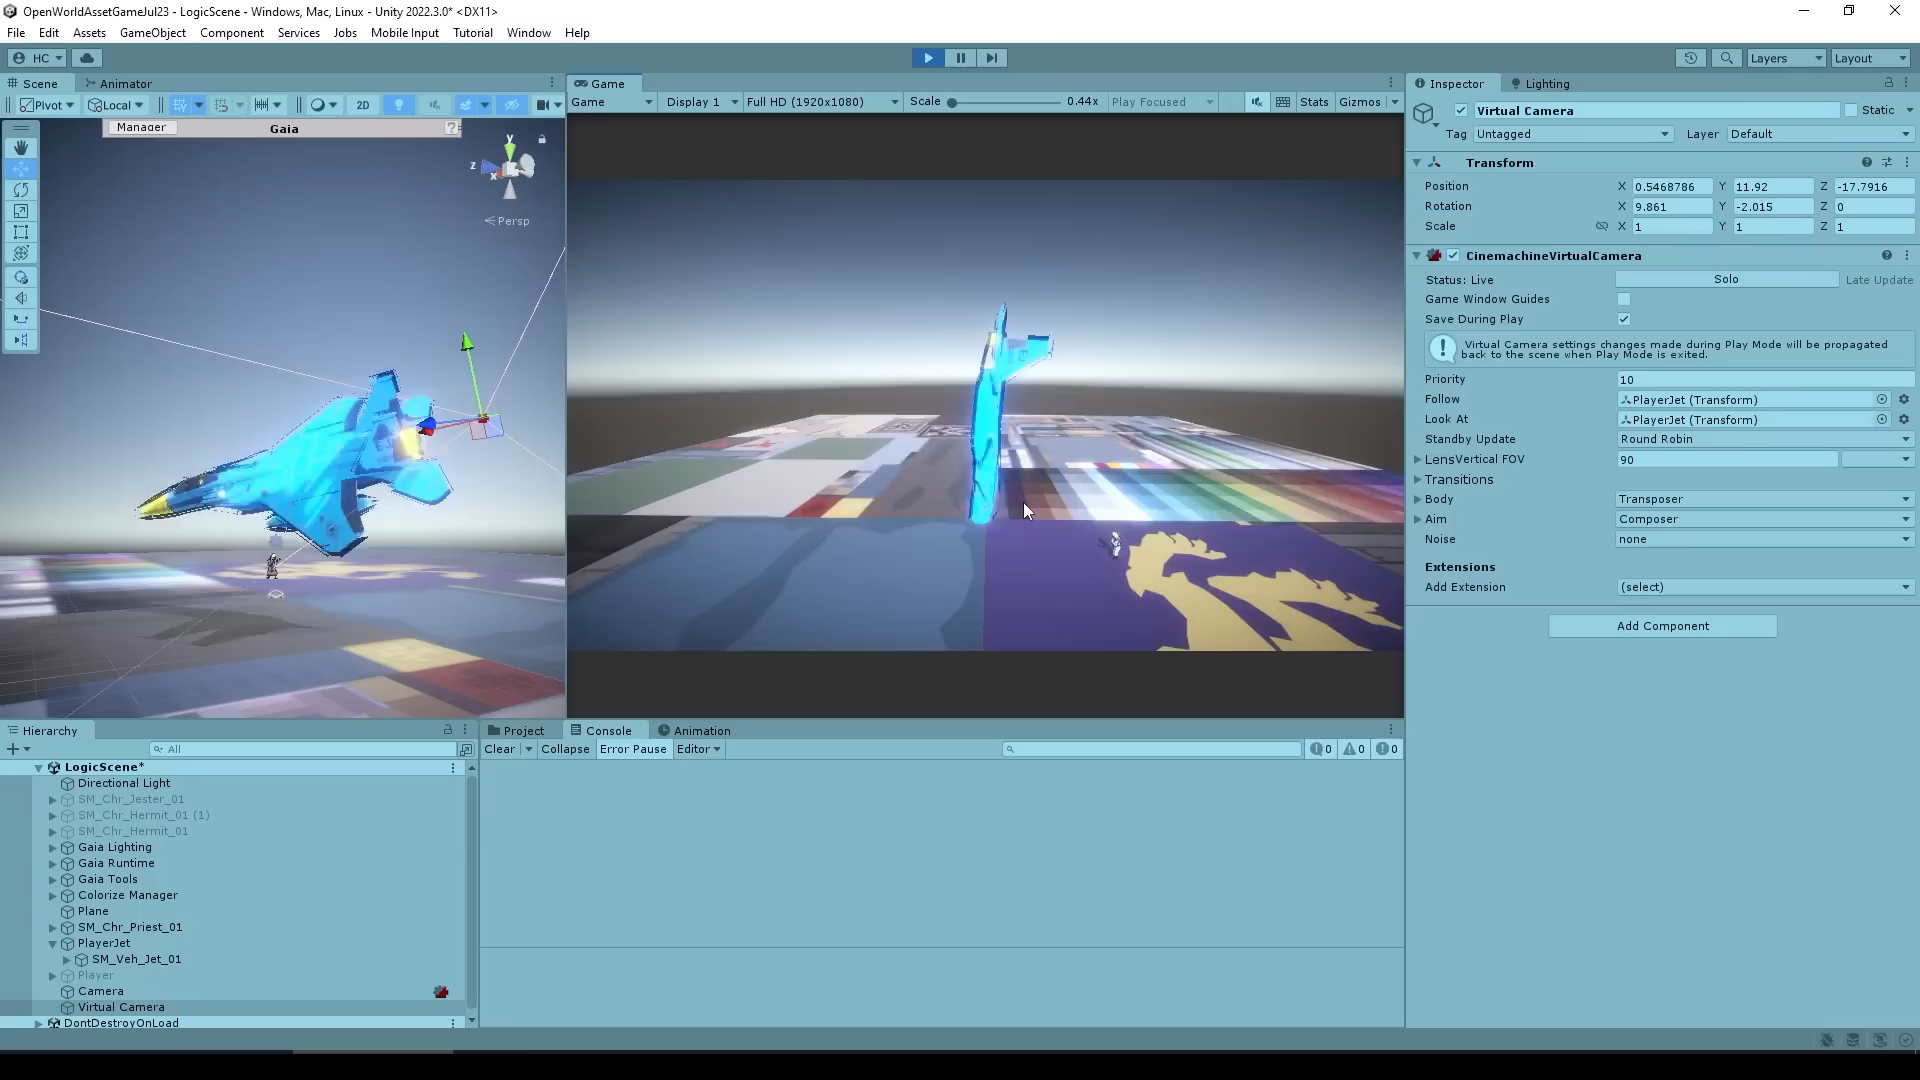 OpenWorldAssetGameJul23 - LogicScene - Windows, Mac, Linux - Unity 2022.3.0* <DX11>
File Edit Assets GameObject Component Services Jobs Mobile Input Tutorial Window Help
HC
Layers Layout
Scene Animator
Game
Inspector Lighting
Pivot Local 2D
Game Display 1 Full HD (1920x1080) Scale 0.44x Play Focused Stats Gizmos
Manager Gaia ?
y
z
x
Persp
Virtual Camera Static
Tag Untagged Layer Default
Transform
Position X 0.5468786 Y 11.92 Z -17.7916
Rotation X 9.861 Y -2.015 Z 0
Scale X 1 Y 1 Z 1
CinemachineVirtualCamera
Status: Live Solo Late Update
Game Window Guides
Save During Play
Virtual Camera settings changes made during Play Mode will be propagated
back to the scene when Play Mode is exited.
Priority 10
Follow PlayerJet (Transform)
Look At PlayerJet (Transform)
Standby Update Round Robin
LensVertical FOV 90
Transitions
Body Transposer
Aim Composer
Noise none
Extensions
Add Extension (select)
Add Component
Hierarchy
All
LogicScene*
Directional Light
SM_Chr_Jester_01
SM_Chr_Hermit_01 (1)
SM_Chr_Hermit_01
Gaia Lighting
Gaia Runtime
Gaia Tools
Colorize Manager
Plane
SM_Chr_Priest_01
PlayerJet
SM_Veh_Jet_01
Player
Camera
Virtual Camera
DontDestroyOnLoad
Project Console Animation
Clear Collapse Error Pause Editor 0 0 0